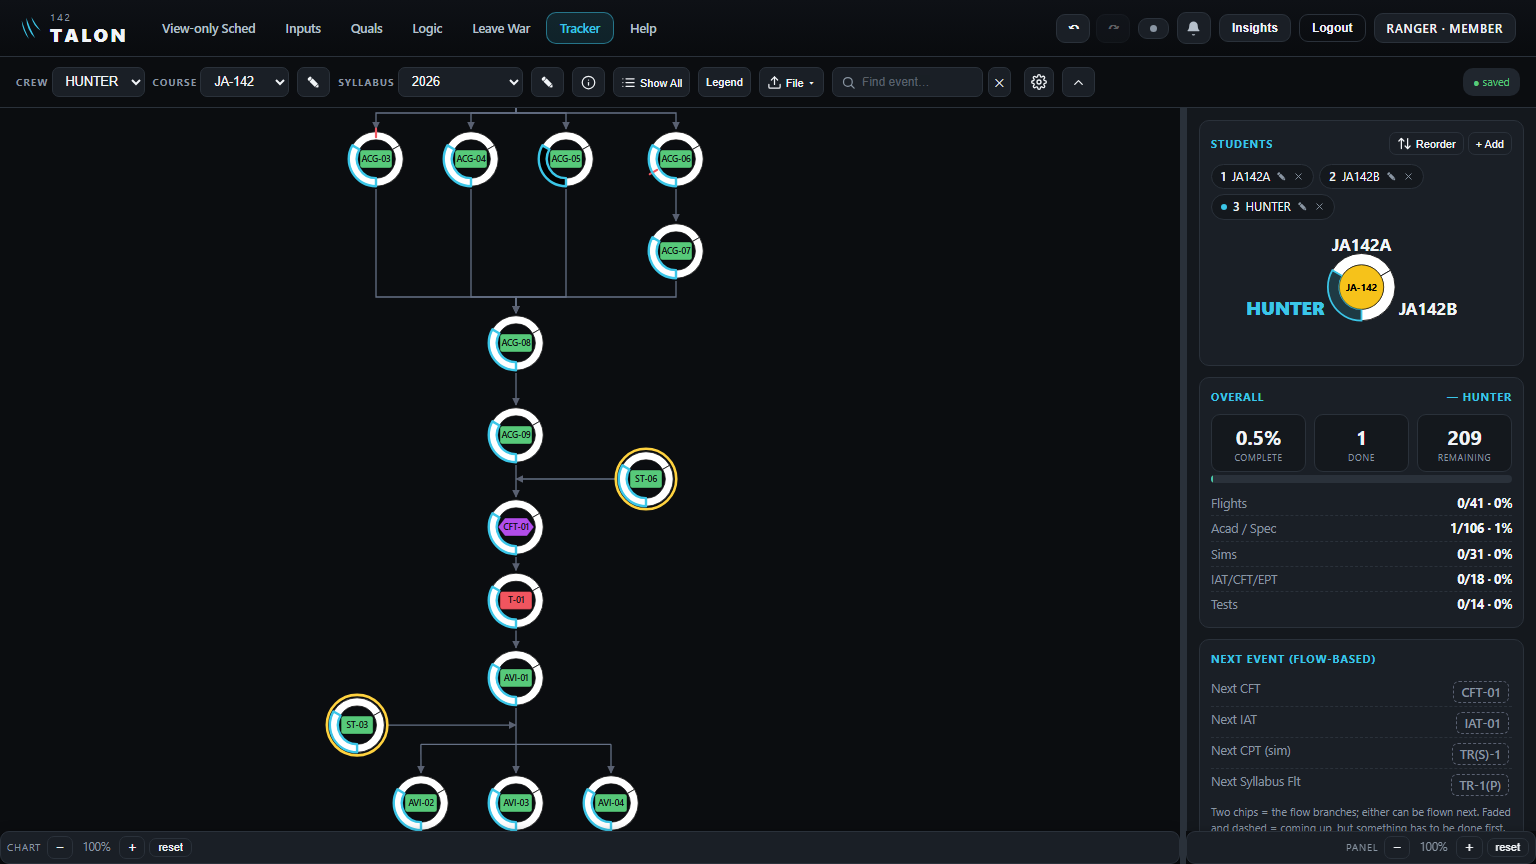 142
TALON
View-only Sched
Inputs
Quals
Logic
Leave War
Tracker
Help
Insights
Logout
RANGER · MEMBER
CREW
HUNTER
COURSE
JA-142
SYLLABUS
2026
Show All
Legend
File
Find event...
saved
ACG-03
ACG-04
ACG-05
ACG-06
ACG-07
ACG-08
ACG-09
ST-06
CFT-01
T-01
AVI-01
ST-03
AVI-02
AVI-03
AVI-04
CHART
−
100%
+
reset
STUDENTS
Reorder
+ Add
1 JA142A
2 JA142B
3 HUNTER
JA142A
JA-142
HUNTER
JA142B
OVERALL
— HUNTER
0.5%
COMPLETE
1
DONE
209
REMAINING
Flights 0/41 · 0%
Acad / Spec 1/106 · 1%
Sims 0/31 · 0%
IAT/CFT/EPT 0/18 · 0%
Tests 0/14 · 0%
NEXT EVENT (FLOW-BASED)
Next CFT CFT-01
Next IAT IAT-01
Next CPT (sim) TR(S)-1
Next Syllabus Flt TR-1(P)
Two chips = the flow branches; either can be flown next. Faded
and dashed = coming up, but something has to be done first.
PANEL
−
100%
+
reset